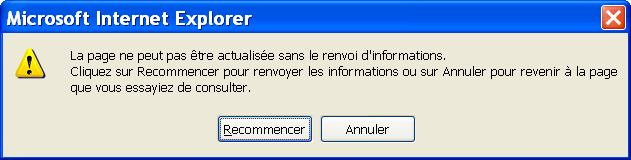 Microsoft Internet Explorer
La page ne peut pas être actualisée sans le renvoi d'informations.
Cliquez sur Recommencer pour renvoyer les informations ou sur Annuler pour revenir à la page
que vous essayiez de consulter.
Recommencer Annuler